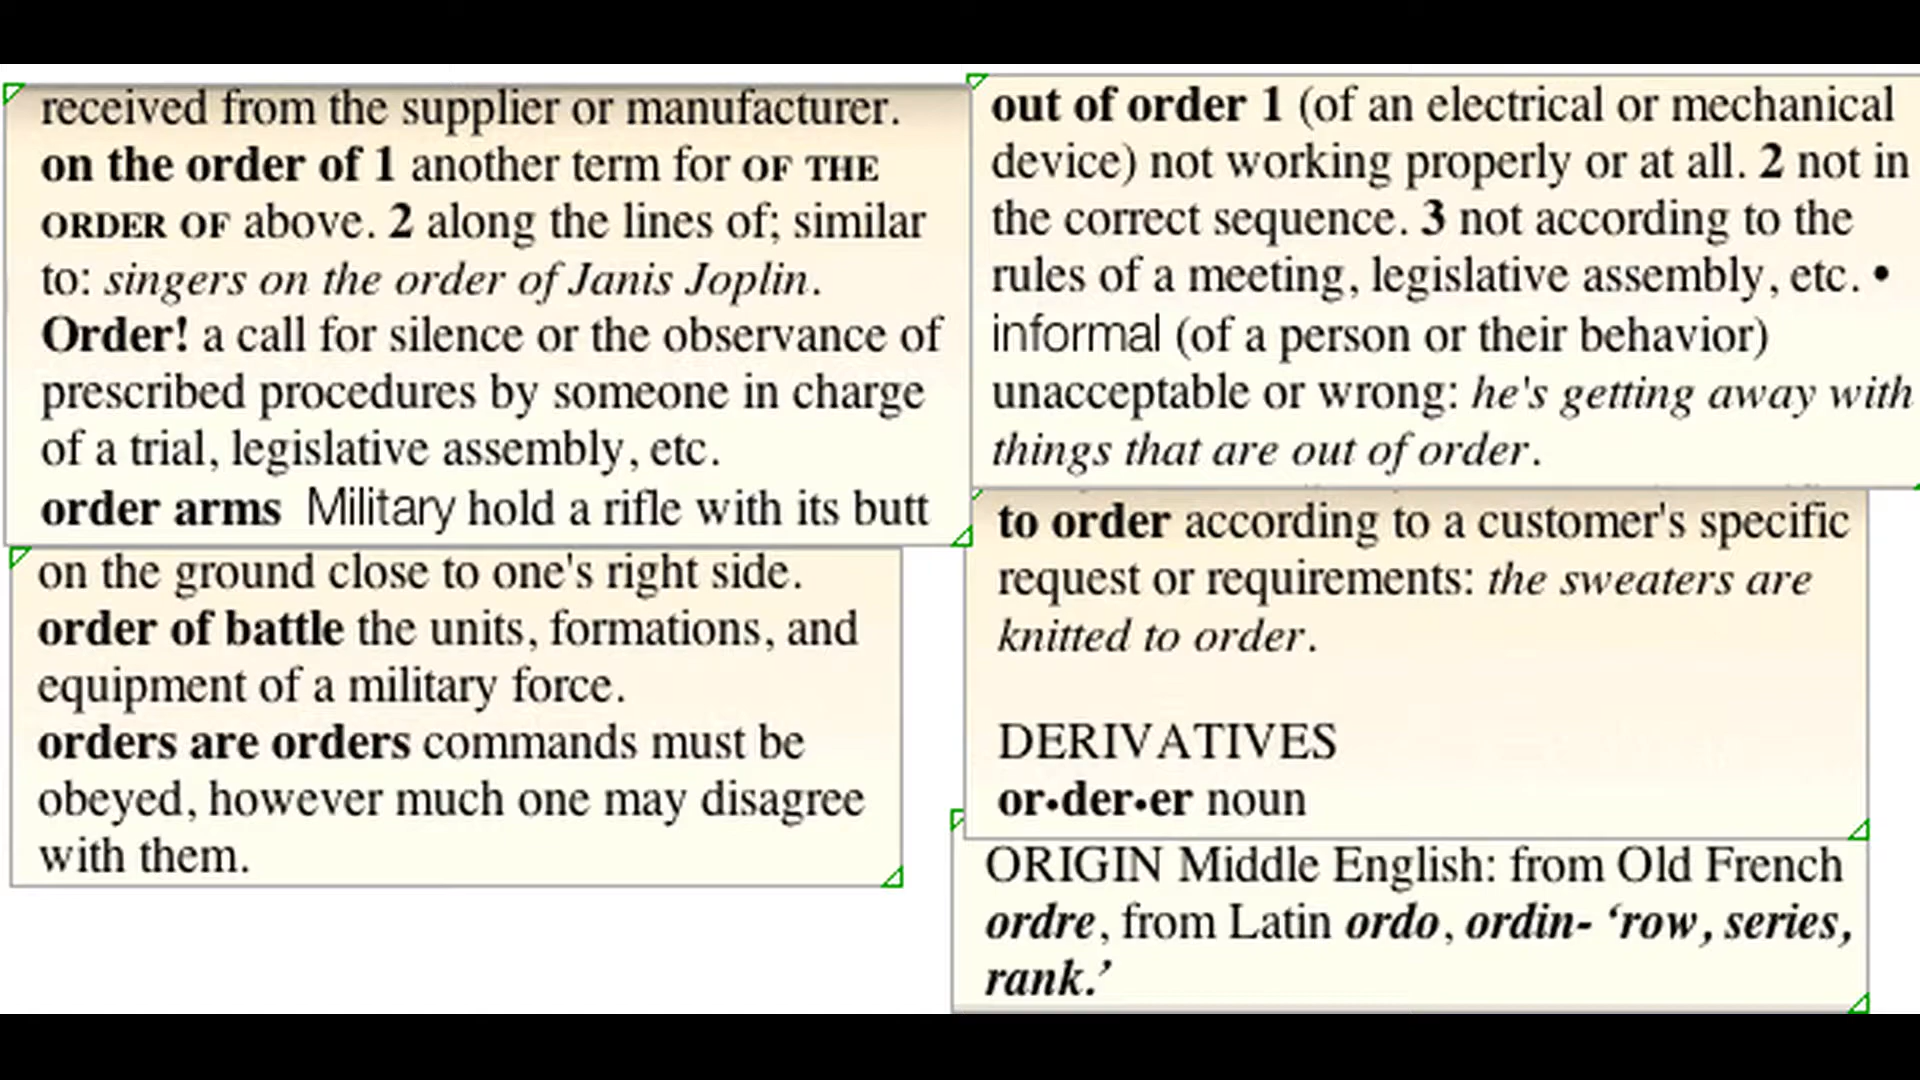 received from the supplier or manufacturer.
on the order of 1 another term for OF THE
ORDER OF above. 2 along the lines of; similar
to: singers on the order of Janis Joplin.
Order! a call for silence or the observance of
prescribed procedures by someone in charge
of a trial, legislative assembly, etc.
order arms Military hold a rifle with its butt
on the ground close to one's right side.
order of battle the units, formations, and
equipment of a military force.
orders are orders commands must be
obeyed, however much one may disagree
with them.
out of order 1 (of an electrical or mechanical
device) not working properly or at all. 2 not in
the correct sequence. 3 not according to the
rules of a meeting, legislative assembly, etc. •
informal (of a person or their behavior)
unacceptable or wrong: he's getting away with
things that are out of order.
to order according to a customer's specific
request or requirements: the sweaters are
knitted to order.
DERIVATIVES
or•der•er noun
ORIGIN Middle English: from Old French
ordre, from Latin ordo, ordin- ‘row, series,
rank.’